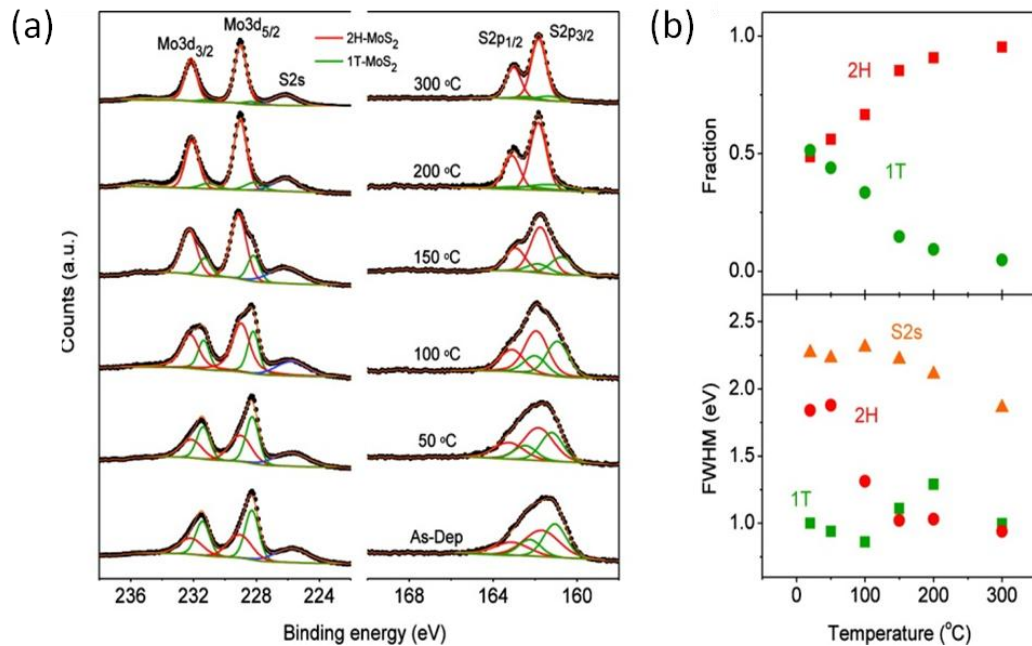 (a)
Mo3d3/2
Mo3d5/2
S2s
2H-MoS2
1T-MoS2
S2p1/2
S2p3/2
300 °C
200 °C
150 °C
100 °C
50 °C
As-Dep
Counts (a.u.)
236 232 228 224 168 164 160
Binding energy (eV)
(b)
1.0
2H
0.5
1T
0.0
Fraction
2.5
S2s
2.0
2H
1.5
1T
1.0
FWHM (eV)
0 50 100 150 200 250 300
Temperature (°C)